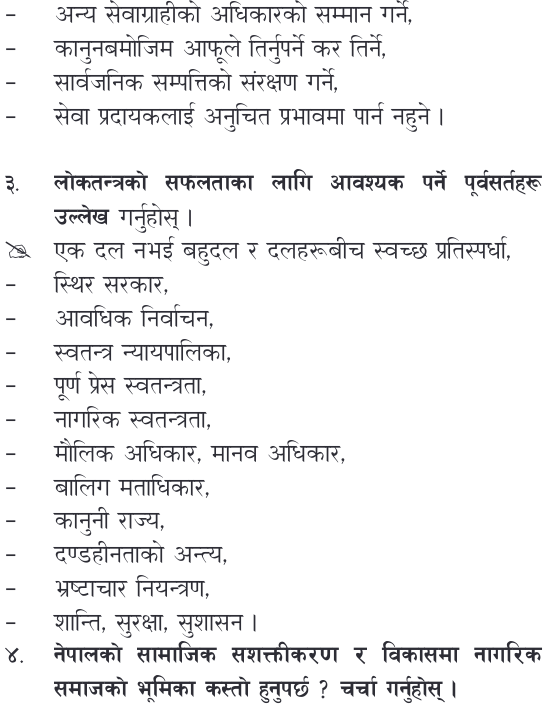 - अन्य सेवाग्राहीको अधिकारको सम्मान गर्ने,
- कानुनबमोजिम आफूले तिर्नुपर्ने कर तिर्ने,
- सार्वजनिक सम्पत्तिको संरक्षण गर्ने,
- सेवा प्रदायकलाई अनुचित प्रभावमा पार्न नहुने ।
३. लोकतन्त्रको सफलताका लागि आवश्यक पर्ने पूर्वसर्तहरू
उल्लेख गर्नुहोस् ।
एक दल नभई बहुदल र दलहरूबीच स्वच्छ प्रतिस्पर्धा,
- स्थिर सरकार,
- आवधिक निर्वाचन,
- स्वतन्त्र न्यायपालिका,
- पूर्ण प्रेस स्वतन्त्रता,
- नागरिक स्वतन्त्रता,
- मौलिक अधिकार, मानव अधिकार,
- बालिग मताधिकार,
- कानुनी राज्य,
- दण्डहीनताको अन्त्य,
- भ्रष्टाचार नियन्त्रण,
- शान्ति, सुरक्षा, सुशासन ।
४. नेपालको सामाजिक सशक्तीकरण र विकासमा नागरिक
समाजको भूमिका कस्तो हुनुपर्छ ? चर्चा गर्नुहोस् ।